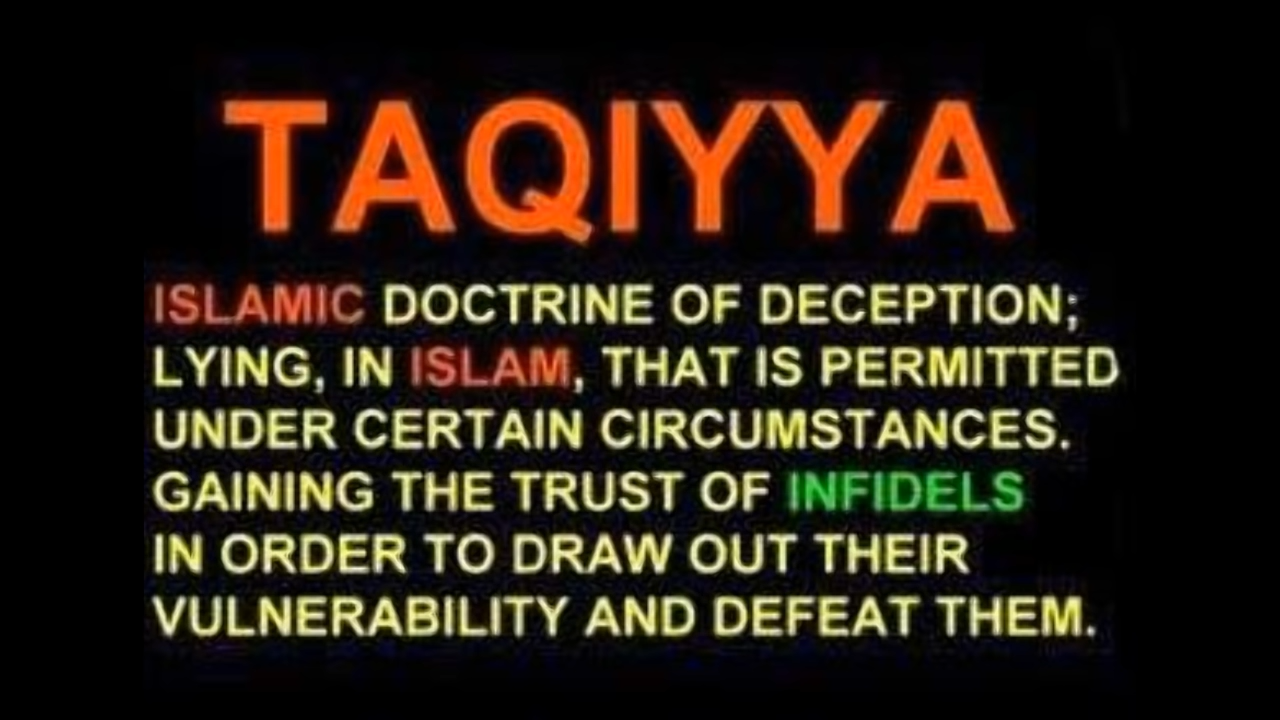 TAQIYYA
ISLAMIC DOCTRINE OF DECEPTION;
LYING, IN ISLAM, THAT IS PERMITTED
UNDER CERTAIN CIRCUMSTANCES.
GAINING THE TRUST OF INFIDELS
IN ORDER TO DRAW OUT THEIR
VULNERABILITY AND DEFEAT THEM.